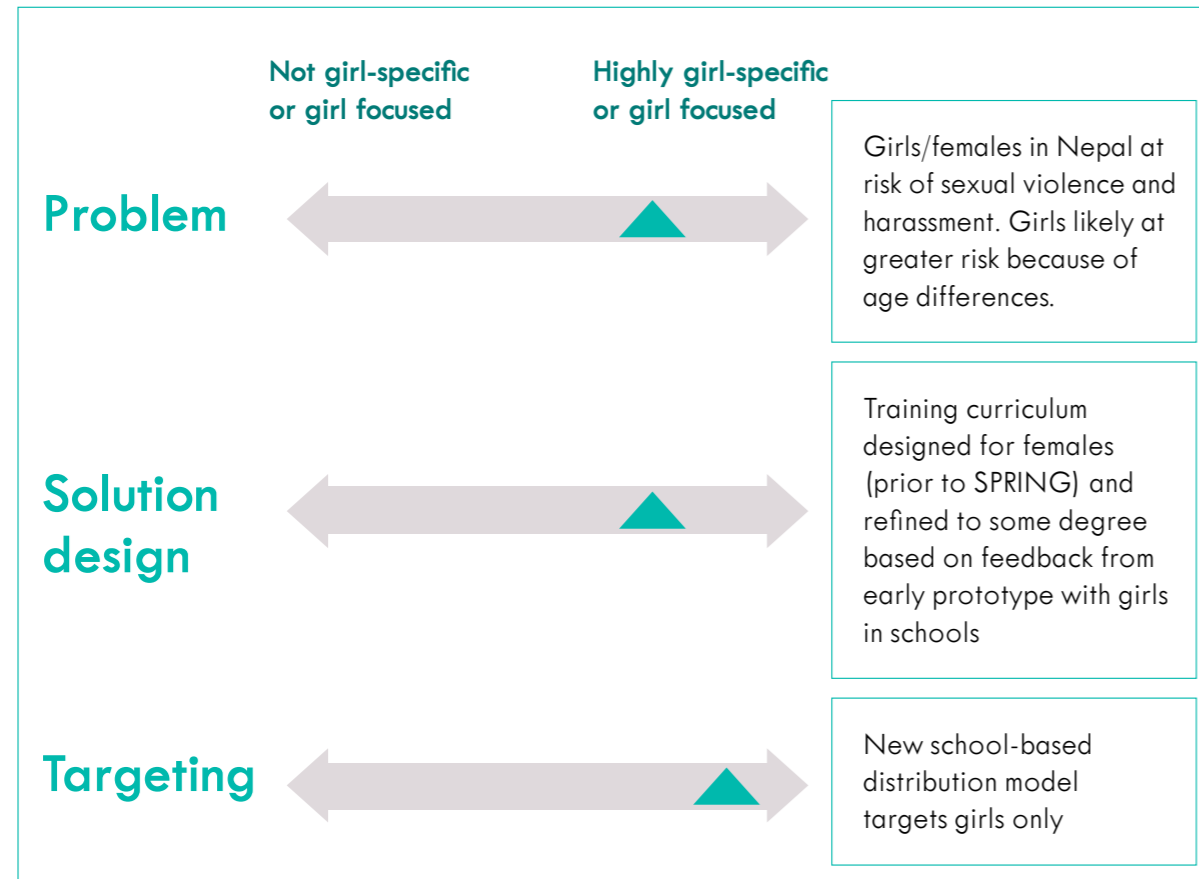 Not girl-specific
or girl focused
Highly girl-specific
or girl focused
Problem
Girls/females in Nepal at
risk of sexual violence and
harassment. Girls likely at
greater risk because of
age differences.
Solution
design
Training curriculum
designed for females
(prior to SPRING) and
refined to some degree
based on feedback from
early prototype with girls
in schools
Targeting
New school-based
distribution model
targets girls only